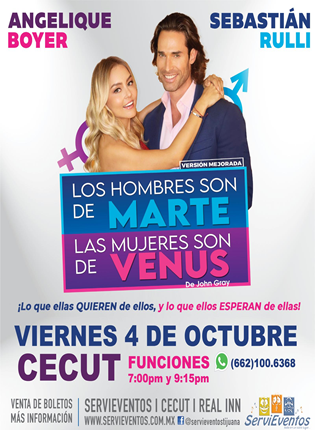 ANGELIQUE
BOYER
SEBASTIÁN
RULLI
VERSIÓN MEJORADA
LOS HOMBRES SON
DE MARTE
LAS MUJERES SON
DE VENUS
De John Gray
¡Lo que ellas QUIEREN de ellos, y lo que ellos ESPERAN de ellas!
VIERNES 4 DE OCTUBRE
CECUT FUNCIONES (662)100.6368
7:00pm y 9:15pm
VENTA DE BOLETOS
MÁS INFORMACIÓN
SERVIEVENTOS I CECUT I REAL INN
WWW.SERVIEVENTOS.COM.MX @servieventostijuana
ServiEventos